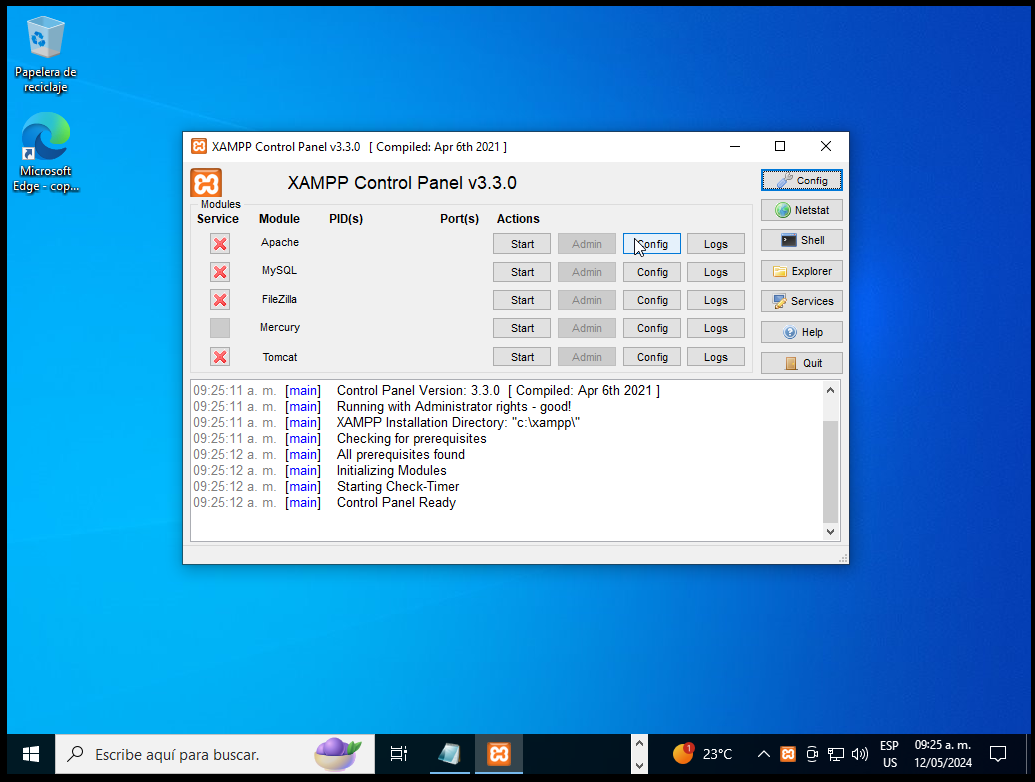 Papelera de
reciclaje
Microsoft
Edge - cop...
XAMPP Control Panel v3.3.0 [ Compiled: Apr 6th 2021 ]
XAMPP Control Panel v3.3.0
Config
Modules
Service Module PID(s) Port(s) Actions
Netstat
Apache Start Admin Config Logs
Shell
MySQL Start Admin Config Logs
Explorer
FileZilla Start Admin Config Logs
Services
Mercury Start Admin Config Logs
Help
Tomcat Start Admin Config Logs
Quit
09:25:11 a. m. [main] Control Panel Version: 3.3.0 [ Compiled: Apr 6th 2021 ]
09:25:11 a. m. [main] Running with Administrator rights - good!
09:25:11 a. m. [main] XAMPP Installation Directory: "c:\xampp\"
09:25:11 a. m. [main] Checking for prerequisites
09:25:12 a. m. [main] All prerequisites found
09:25:12 a. m. [main] Initializing Modules
09:25:12 a. m. [main] Starting Check-Timer
09:25:12 a. m. [main] Control Panel Ready
Escribe aquí para buscar.
1
23°C
ESP
US
09:25 a. m.
12/05/2024